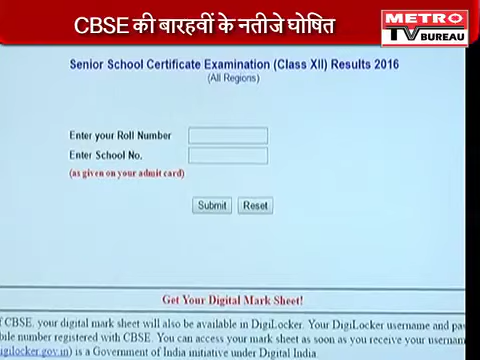 CBSE की बारहवीं के नतीजे घोषित
METRO
TV BUREAU
Senior School Certificate Examination (Class XII) Results 2016
(All Regions)
Enter your Roll Number
Enter School No.
(as given on your admit card)
Submit Reset
Get Your Digital Mark Sheet!
f CBSE, your digital mark sheet will also be available in DigiLocker. Your DigiLocker username and pa
bile number registered with CBSE. You can access your mark sheet as soon as you receive your usernam
igilocker.gov.in) is a Government of India initiative under Digital India.